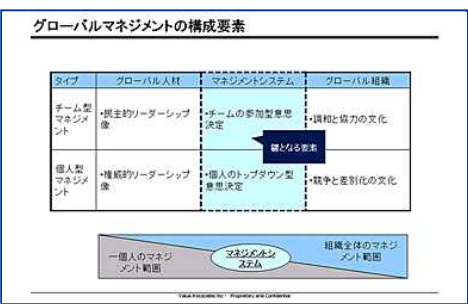 グローバルマネジメントの構成要素
タイプ
グローバル人材
マネジメントシステム
グローバル組織
チーム型
マネジメ
ント
・民主的リーダーシップ
像
・チームの参加型意思
決定
・調和と協力の文化
鍵となる要素
個人型
マネジメ
ント
・権威的リーダーシップ
像
・個人のトップダウン型
意思決定
・競争と差別化の文化
一個人のマネジ
メント範囲
マネジメントシ
ステム
組織全体のマネジ
メント範囲
Value Associates Inc・ Proprietary and Confidential